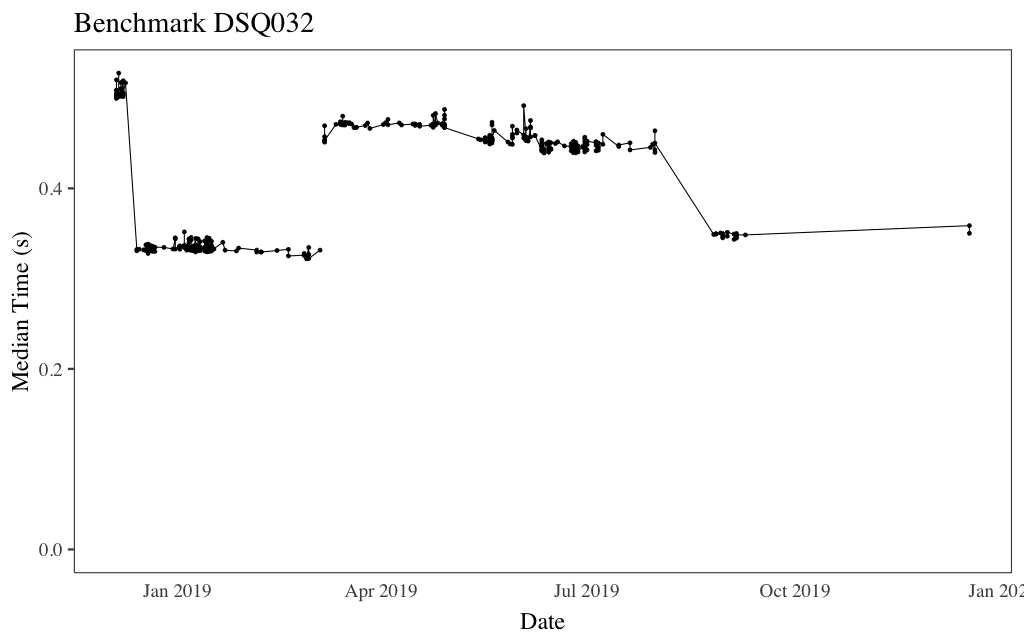 Benchmark DSQ032
Median Time (s)
0.4
0.2
0.0
Jan 2019
Apr 2019
Jul 2019
Oct 2019
Jan 202
Date